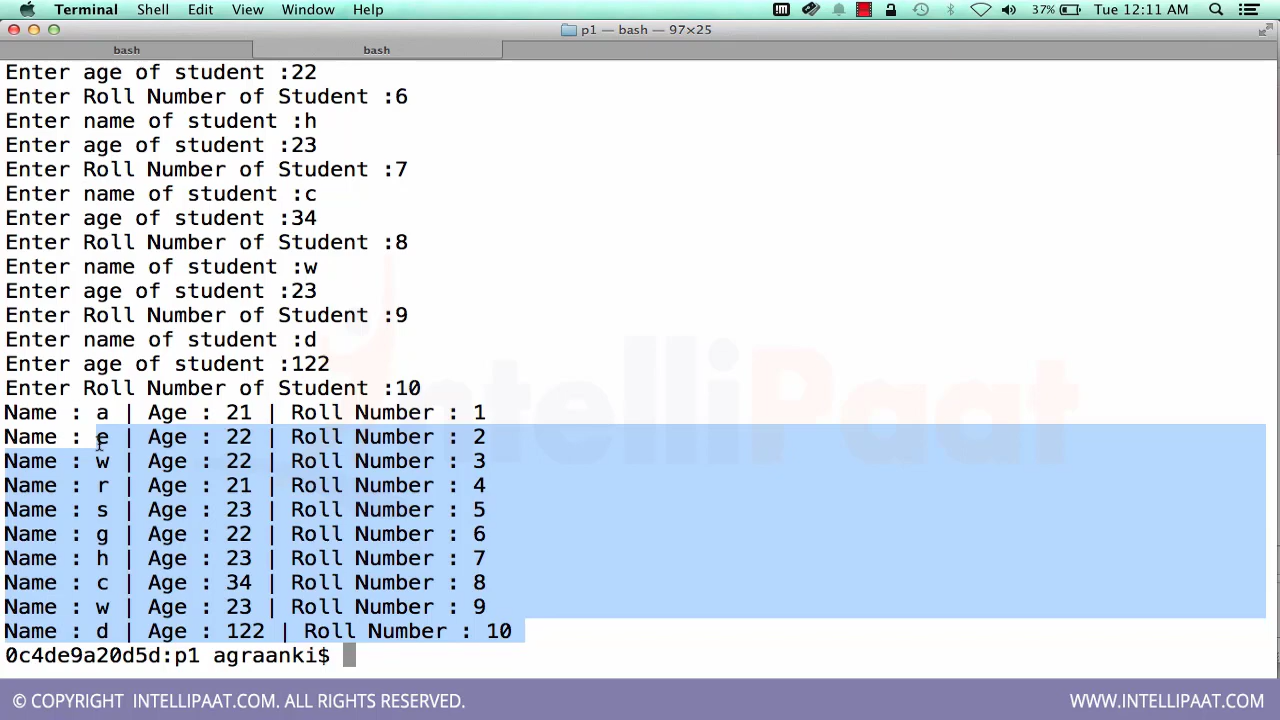 Terminal Shell Edit View Window Help 37% Tue 12:11 AM
p1 — bash — 97×25
bash bash
Enter age of student :22
Enter Roll Number of Student :6
Enter name of student :h
Enter age of student :23
Enter Roll Number of Student :7
Enter name of student :c
Enter age of student :34
Enter Roll Number of Student :8
Enter name of student :w
Enter age of student :23
Enter Roll Number of Student :9
Enter name of student :d
Enter age of student :122
Enter Roll Number of Student :10
Name : a | Age : 21 | Roll Number : 1
Name : e | Age : 22 | Roll Number : 2
Name : w | Age : 22 | Roll Number : 3
Name : r | Age : 21 | Roll Number : 4
Name : s | Age : 23 | Roll Number : 5
Name : g | Age : 22 | Roll Number : 6
Name : h | Age : 23 | Roll Number : 7
Name : c | Age : 34 | Roll Number : 8
Name : w | Age : 23 | Roll Number : 9
Name : d | Age : 122 | Roll Number : 10
0c4de9a20d5d:p1 agraanki$
IntelliPaat
© COPYRIGHT INTELLIPAAT.COM. ALL RIGHTS RESERVED. WWW.INTELLIPAAT.COM